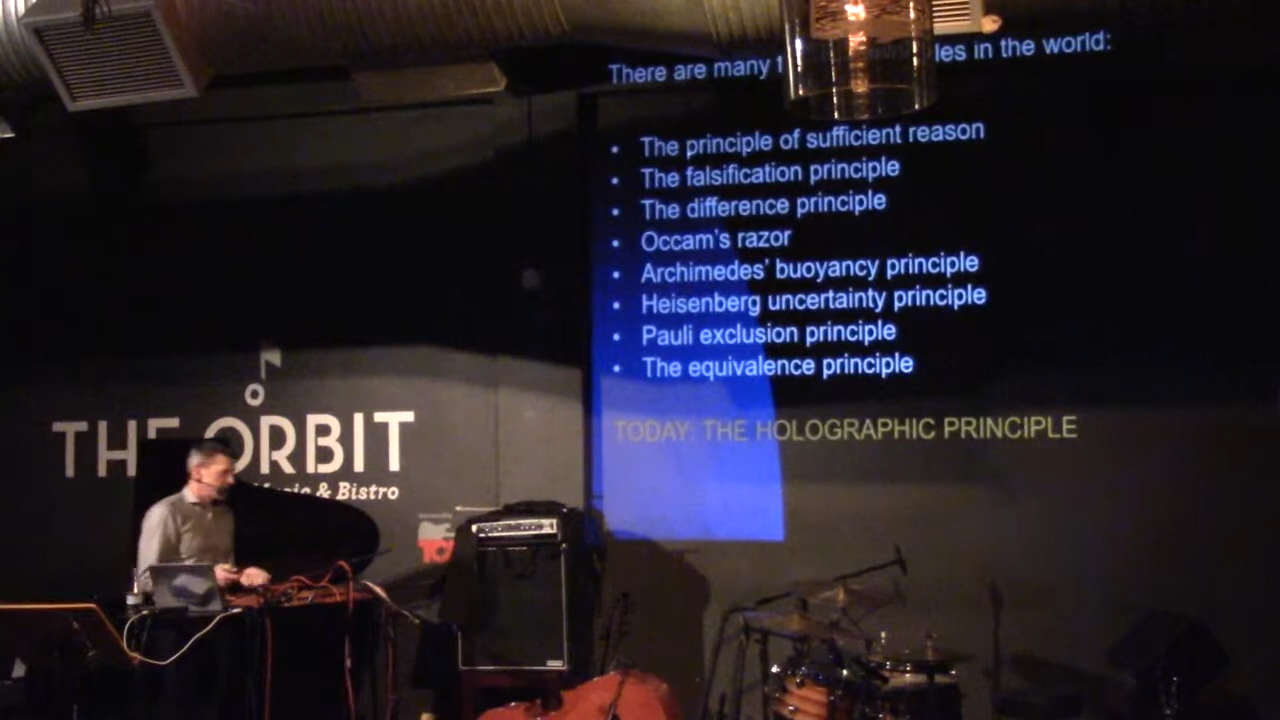 There are many les in the world:
• The principle of sufficient reason
• The falsification principle
• The difference principle
• Occam's razor
• Archimedes' buoyancy principle
• Heisenberg uncertainty principle
• Pauli exclusion principle
• The equivalence principle
TODAY: THE HOLOGRAPHIC PRINCIPLE
THE ORBIT
Music & Bistro